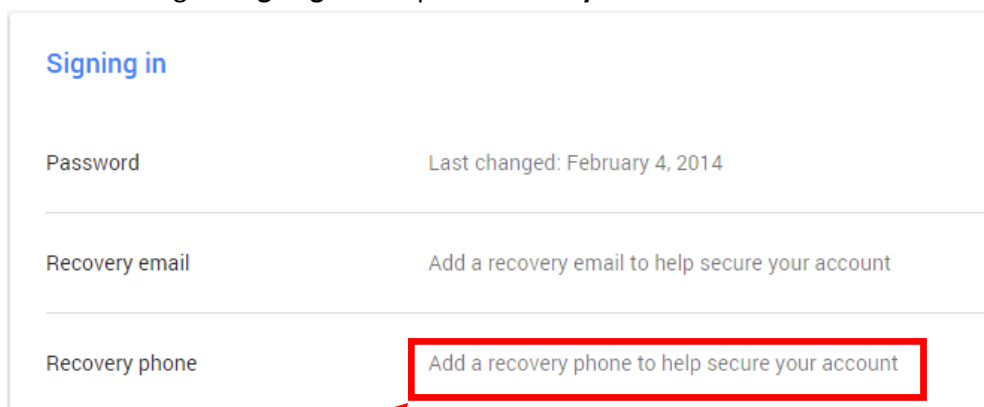 Signing in
Password Last changed: February 4, 2014
Recovery email Add a recovery email to help secure your account
Recovery phone Add a recovery phone to help secure your account